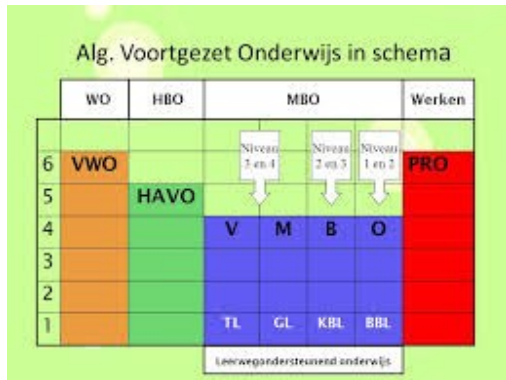 Alg. Voortgezet Onderwijs in schema
WO HBO MBO Werken
Niveau Niveau Niveau
3 en 4 2 en 3 1 en 2
6 VWO PRO
5 HAVO
4 V M B O
3
2
1 TL GL KBL BBL
Leerwegondersteunend onderwijs